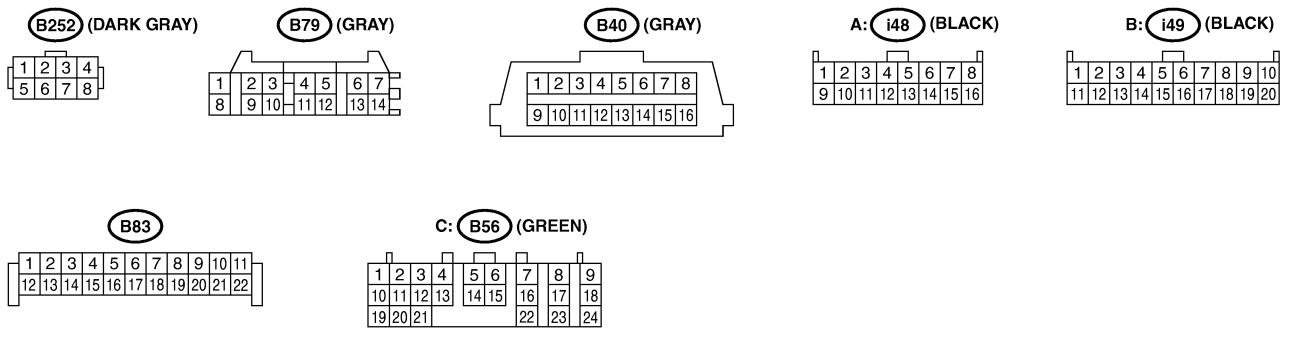 B252 (DARK GRAY) B79 (GRAY) B40 (GRAY) A: i48 (BLACK) B: i49 (BLACK)
1 2 3 4
5 6 7 8
1 2 3 4 5 6 7
8 9 10 11 12 13 14
1 2 3 4 5 6 7 8
9 10 11 12 13 14 15 16
1 2 3 4 5 6 7 8
9 10 11 12 13 14 15 16
1 2 3 4 5 6 7 8 9 10
11 12 13 14 15 16 17 18 19 20
B83 C: B56 (GREEN)
1 2 3 4 5 6 7 8 9 10 11
12 13 14 15 16 17 18 19 20 21 22
1 2 3 4 5 6 7 8 9
10 11 12 13 14 15 16 17 18
19 20 21 22 23 24